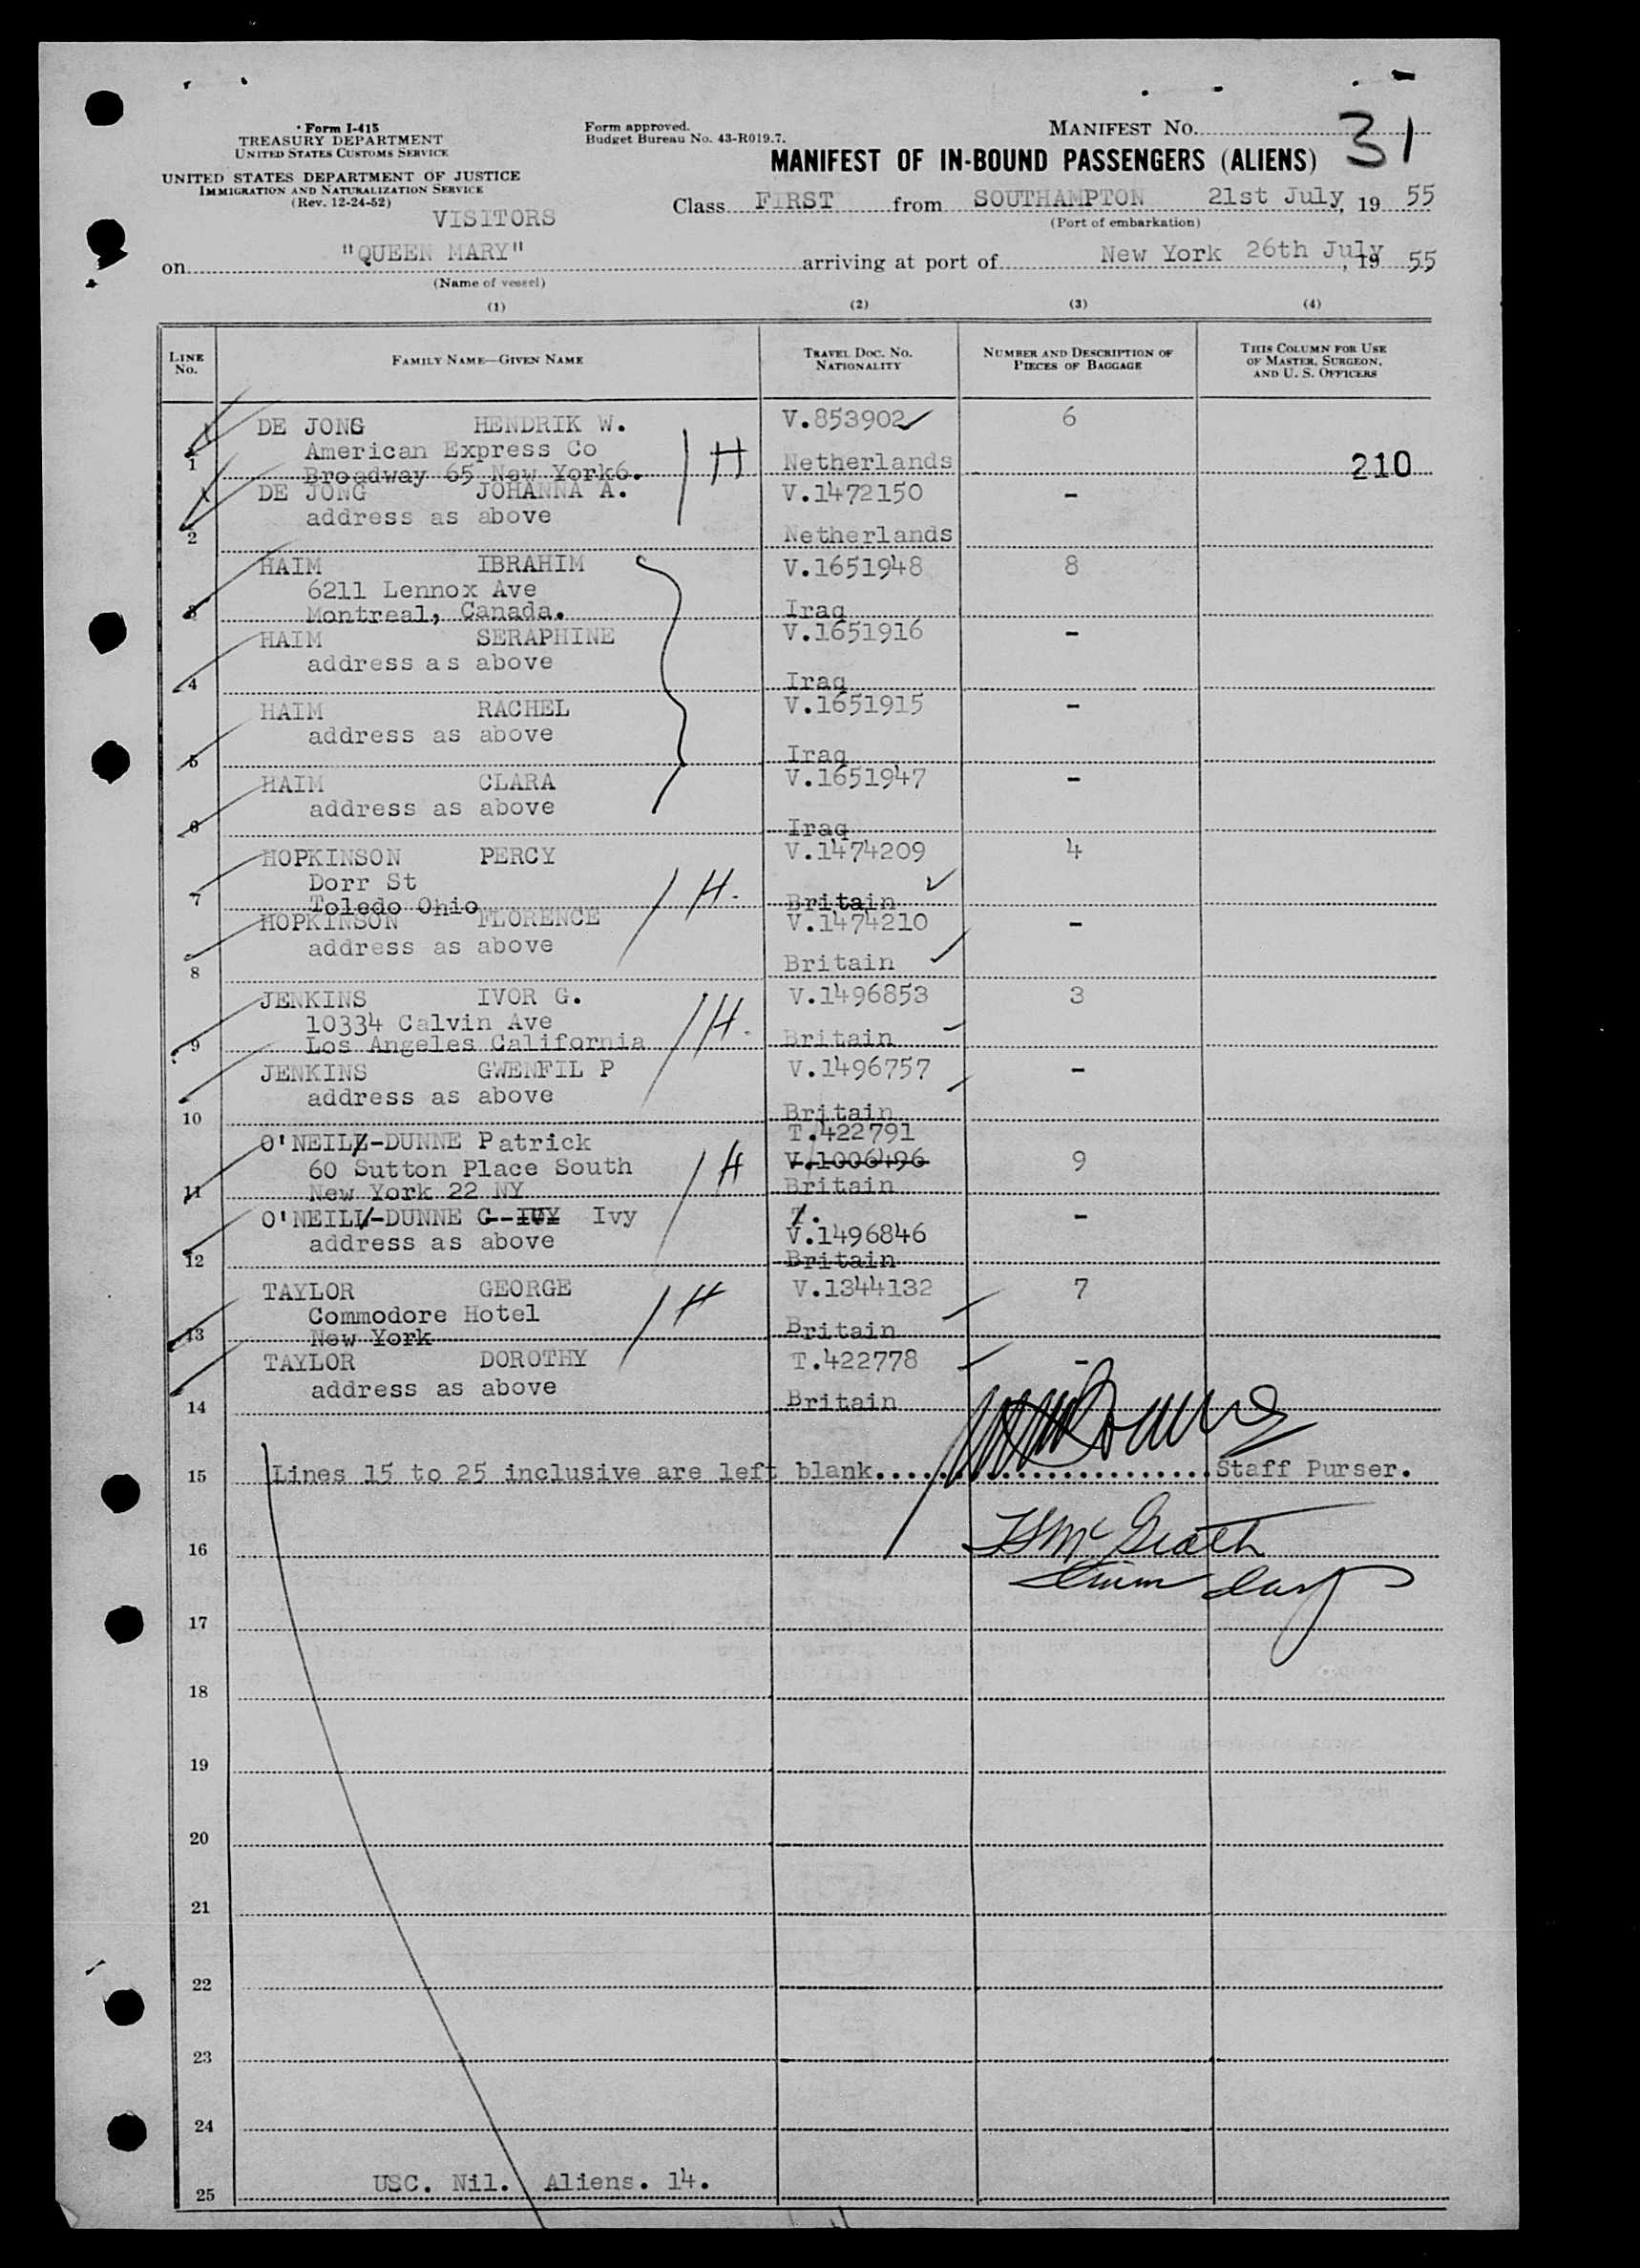 Form I-415
TREASURY DEPARTMENT
UNITED STATES CUSTOMS SERVICE
UNITED STATES DEPARTMENT OF JUSTICE
IMMIGRATION AND NATURALIZATION SERVICE
(Rev. 12-24-52)
VISITORS
Form approved.
Budget Bureau No. 43-R019.7.
MANIFEST NO. 31
MANIFEST OF IN-BOUND PASSENGERS (ALIENS)
Class FIRST from SOUTHAMPTON 21st July, 19 55
(Port of embarkation)
on "QUEEN MARY" arriving at port of New York 26th July, 19 55
(Name of vessel)
(1) (2) (3) (4)
LINE No. FAMILY NAME—GIVEN NAME TRAVEL DOC. NO. NATIONALITY NUMBER AND DESCRIPTION OF PIECES OF BAGGAGE THIS COLUMN FOR USE OF MASTER, SURGEON, AND U. S. OFFICERS
DE JONG HENDRIK W. V.853902 6
American Express Co H
1 Broadway 65 New York6. Netherlands 210
DE JONG JOHANNA A. V.1472150 -
address as above
2 Netherlands
HAIM IBRAHIM V.1651948 8
6211 Lennox Ave
3 Montreal, Canada. Iraq
HAIM SERAPHINE V.1651916 -
address as above
4 Iraq
HAIM RACHEL V.1651915 -
address as above
5 Iraq
HAIM CLARA V.1651947 -
address as above
6 Iraq
HOPKINSON PERCY V.1474209 4
Dorr St H.
7 Toledo Ohio Britain
HOPKINSON FLORENCE V.1474210 -
address as above
8 Britain
JENKINS IVOR G. V.1496853 3
10334 Calvin Ave H.
9 Los Angeles California Britain
JENKINS GWENFIL P V.1496757 -
address as above
10 Britain
O'NEILL-DUNNE Patrick T.422791
60 Sutton Place South H V.1006496 9
11 New York 22 NY Britain
O'NEILL-DUNNE G--IVY Ivy T. -
address as above V.1496846
12 Britain
TAYLOR GEORGE V.1344132 7
Commodore Hotel H
13 New York Britain
TAYLOR DOROTHY T.422778 -
address as above
14 Britain
15 Lines 15 to 25 inclusive are left blank. Staff Purser.
16
17
18
19
20
21
22
23
24
25 USC. Nil. Aliens. 14.